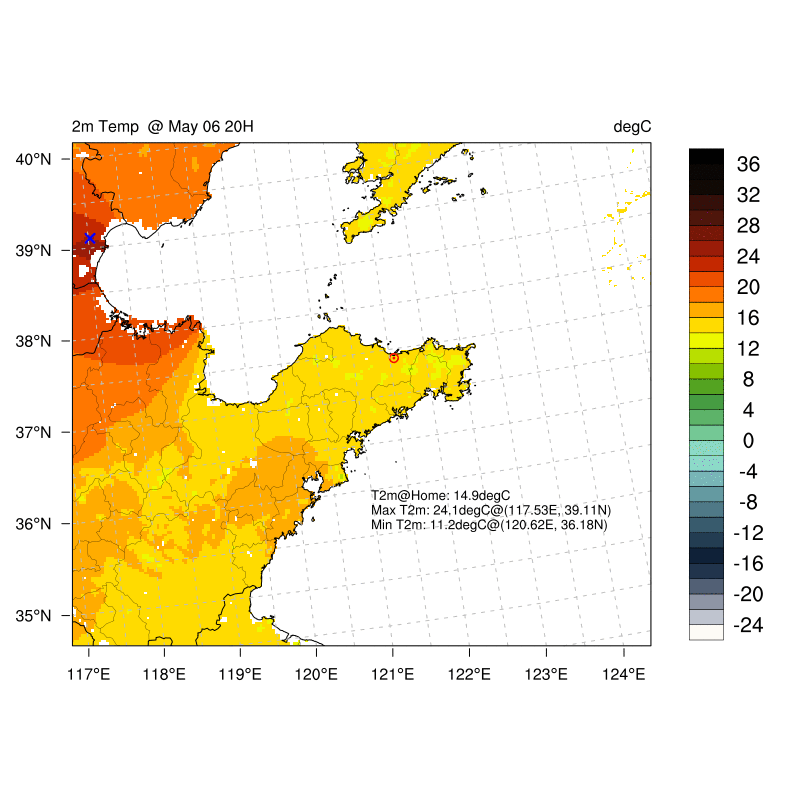 2m Temp @ May 06 20H
degC
40°N
39°N
38°N
37°N
36°N
35°N
117°E
118°E
119°E
120°E
121°E
122°E
123°E
124°E
T2m@Home: 14.9degC
Max T2m: 24.1degC@(117.53E, 39.11N)
Min T2m: 11.2degC@(120.62E, 36.18N)
36
32
28
24
20
16
12
8
4
0
-4
-8
-12
-16
-20
-24